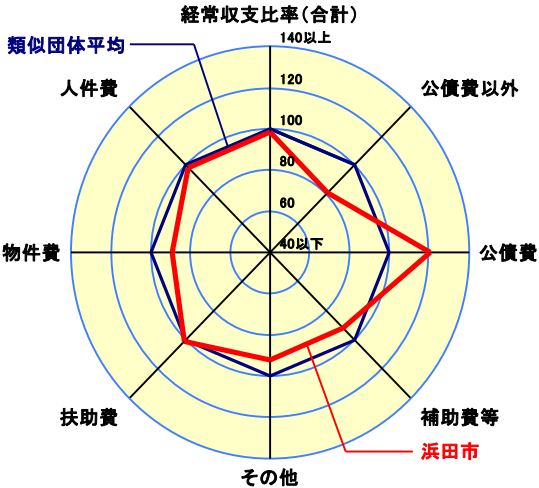 経常収支比率（合計）
140以上
類似団体平均
120
人件費
公債費以外
100
80
60
40以下
物件費
公債費
扶助費
補助費等
浜田市
その他